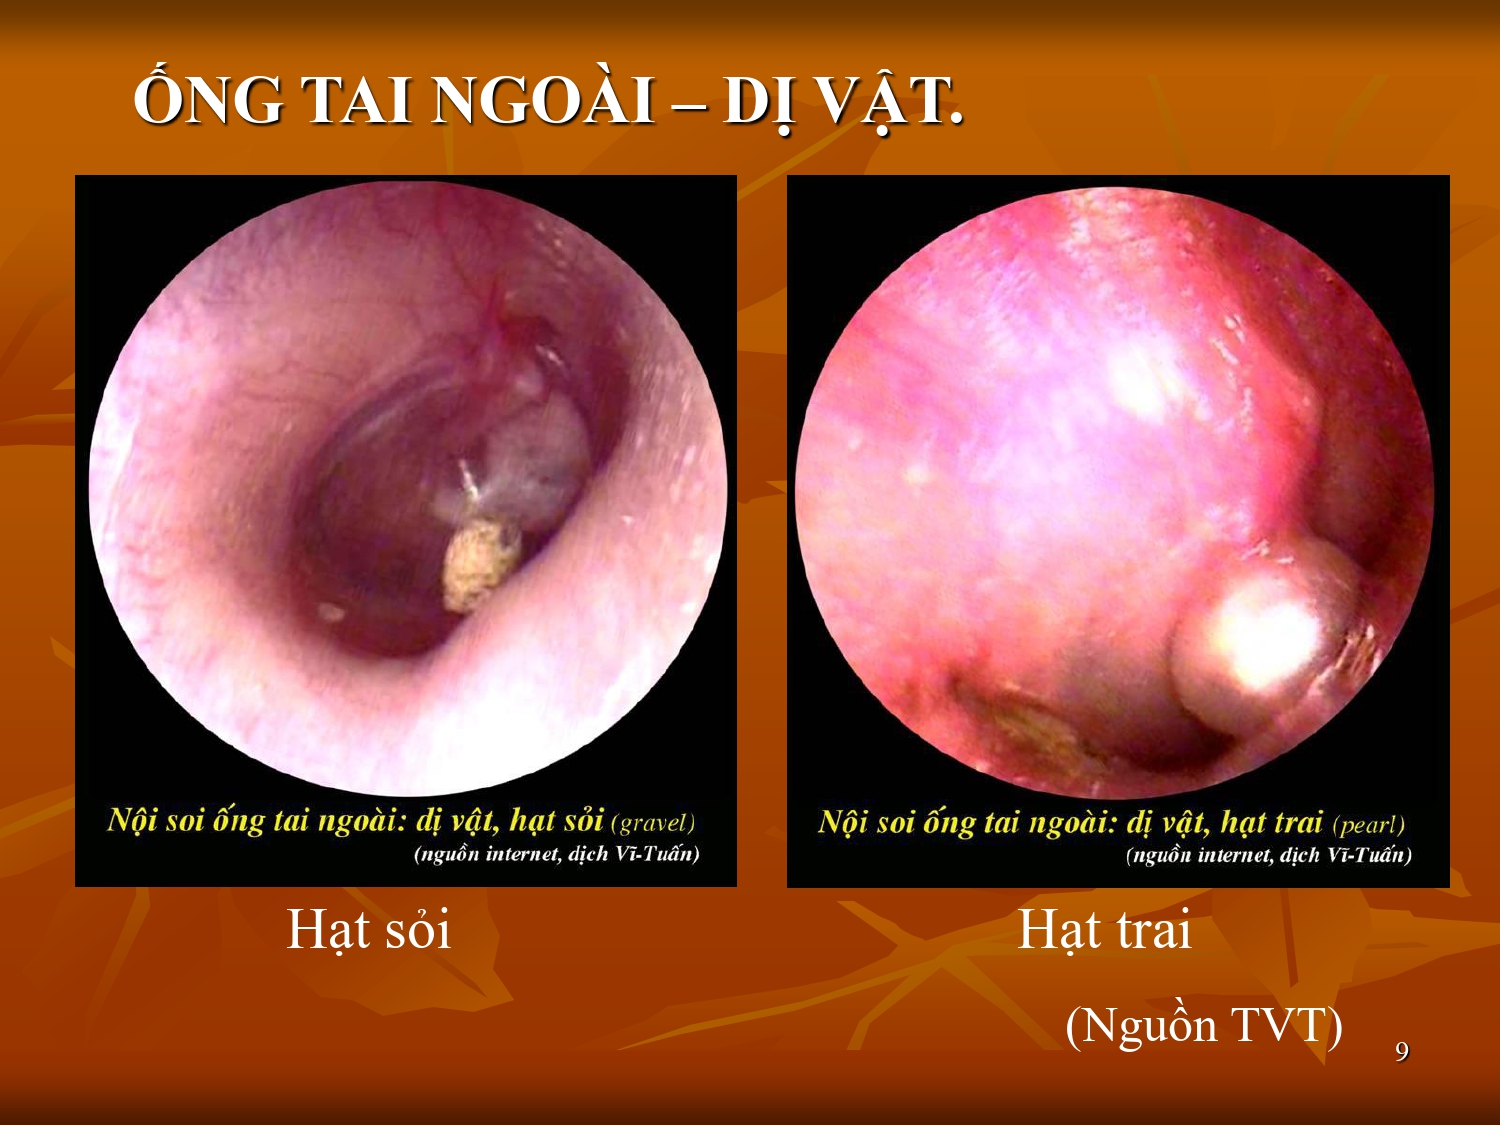 ỐNG TAI NGOÀI – DỊ VẬT.
Nội soi ống tai ngoài: dị vật, hạt sỏi (gravel)
(nguồn internet, dịch Vĩ-Tuấn)
Nội soi ống tai ngoài: dị vật, hạt trai (pearl)
(nguồn internet, dịch Vĩ-Tuấn)
Hạt sỏi
Hạt trai
(Nguồn TVT)
9